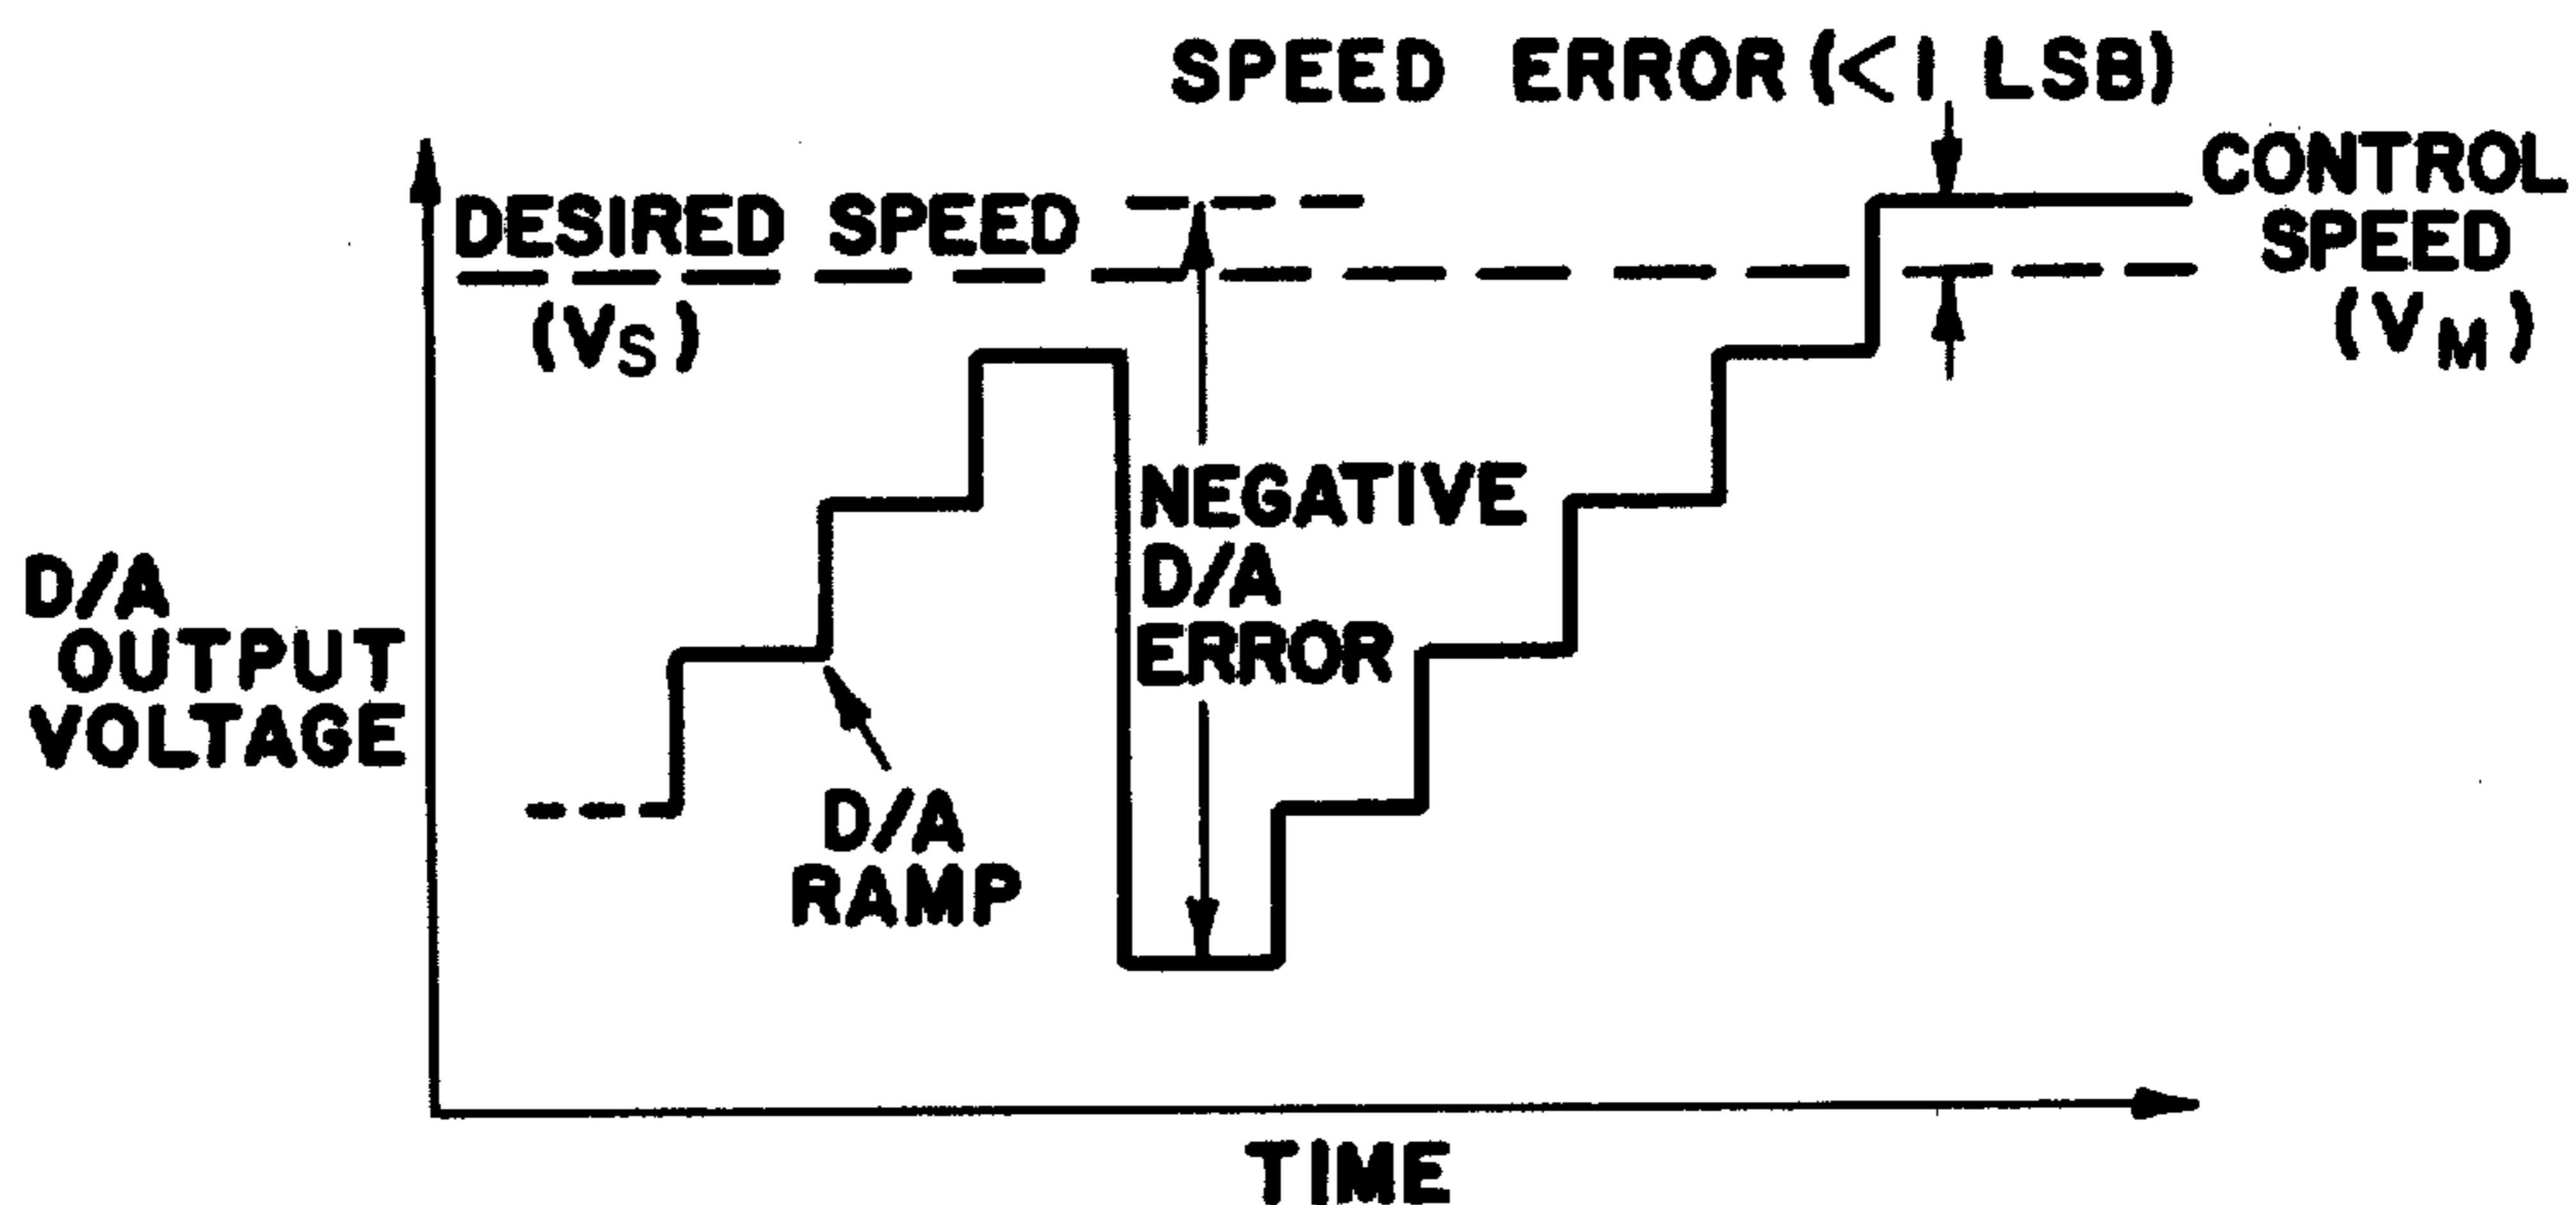 SPEED ERROR (<1 LSB)
CONTROL
SPEED
(VM)
DESIRED SPEED
(VS)
NEGATIVE
D/A
ERROR
D/A
OUTPUT
VOLTAGE
D/A
RAMP
TIME